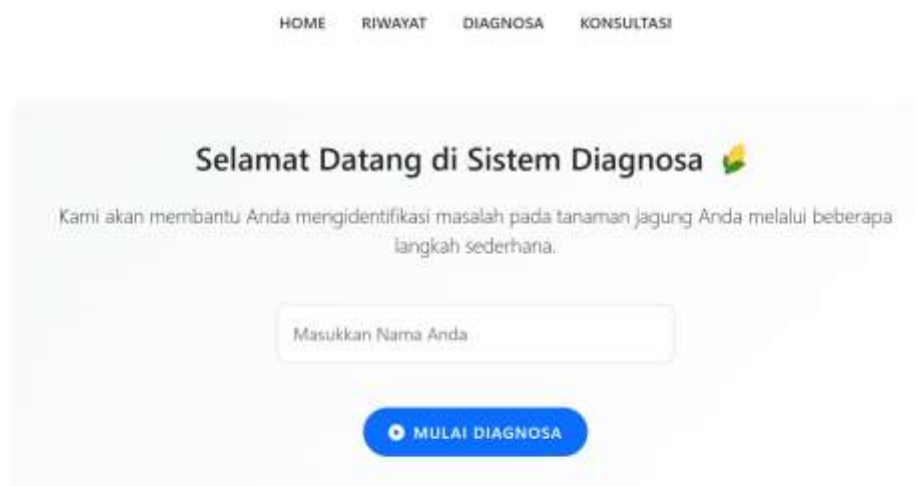 HOME RIWAYAT DIAGNOSA KONSULTASI
Selamat Datang di Sistem Diagnosa
Kami akan membantu Anda mengidentifikasi masalah pada tanaman jagung Anda melalui beberapa
langkah sederhana.
Masukkan Nama Anda
MULAI DIAGNOSA